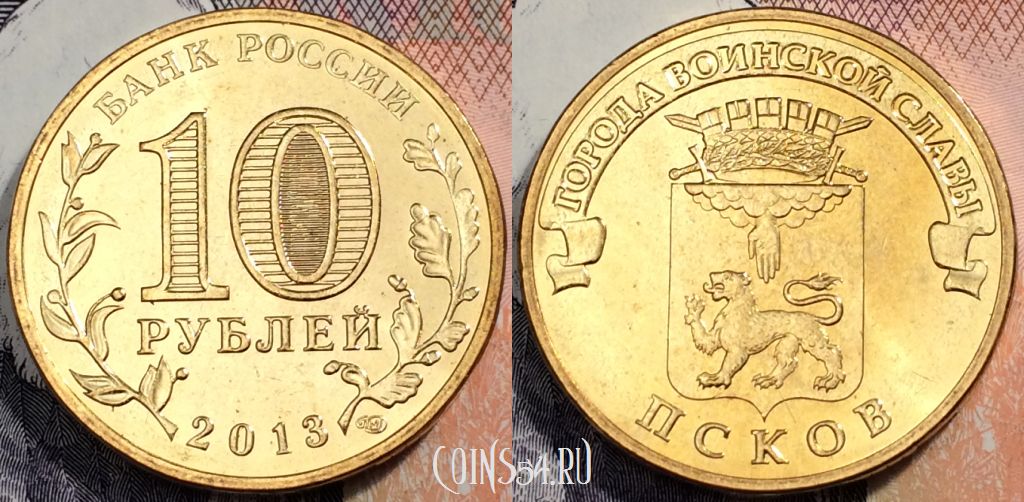 БАНК РОССИИ
10
РУБЛЕЙ
2013
ГОРОДА ВОИНСКОЙ СЛАВЫ
ПСКОВ
COINS54.RU